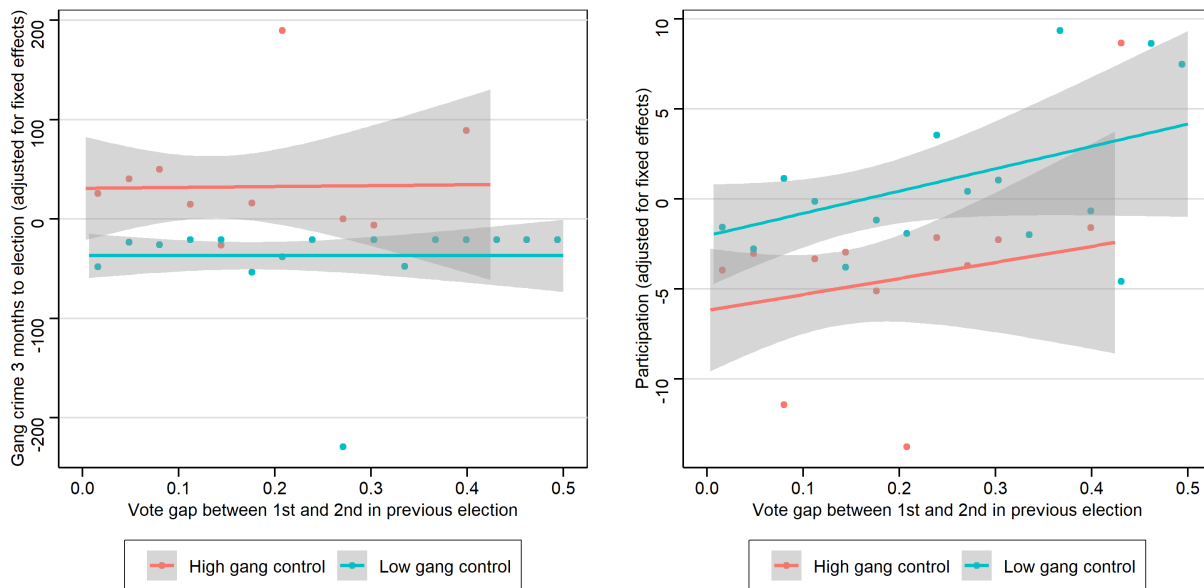 Gang crime 3 months to election (adjusted for fixed effects)
200
100
0
-100
-200
0.0 0.1 0.2 0.3 0.4 0.5
Vote gap between 1st and 2nd in previous election
High gang control Low gang control
Participation (adjusted for fixed effects)
10
5
0
-5
-10
0.0 0.1 0.2 0.3 0.4 0.5
Vote gap between 1st and 2nd in previous election
High gang control Low gang control